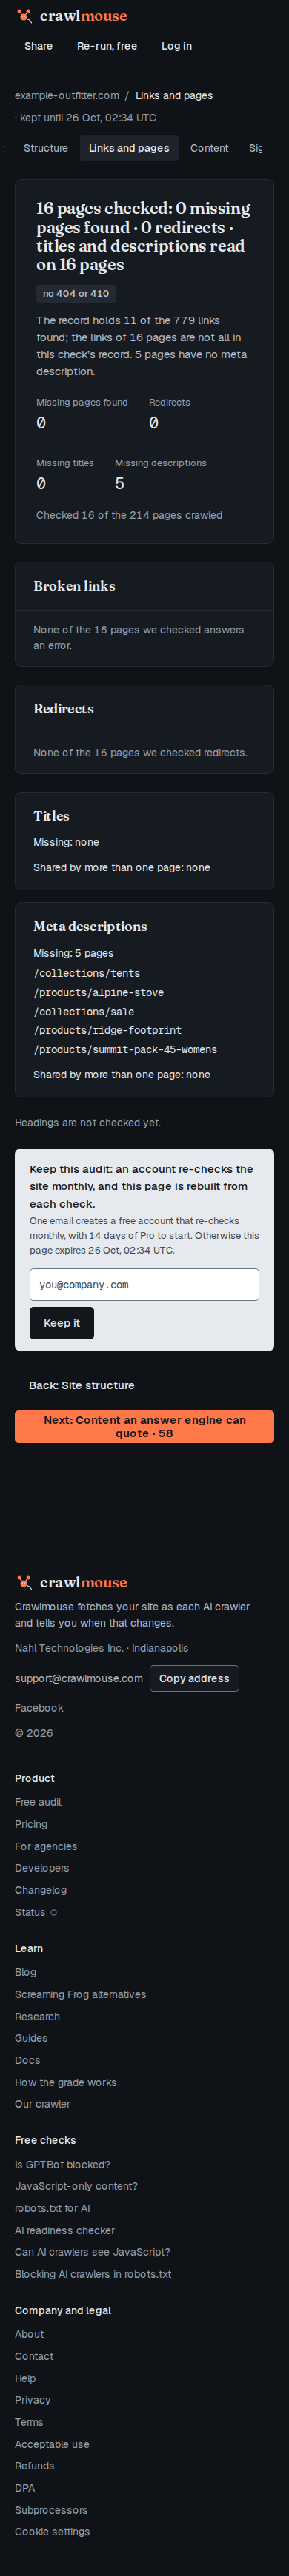 crawlmouse
Share Re-run, free Log in
example-outfitter.com / Links and pages
· kept until 26 Oct, 02:34 UTC
Structure Links and pages Content
16 pages checked: 0 missing
pages found · 0 redirects ·
titles and descriptions read
on 16 pages
no 404 or 410
The record holds 11 of the 779 links
found; the links of 16 pages are not all in
this check's record. 5 pages have no meta
description.
Missing pages found Redirects
0 0
Missing titles Missing descriptions
0 5
Checked 16 of the 214 pages crawled
Broken links
None of the 16 pages we checked answers
an error.
Redirects
None of the 16 pages we checked redirects.
Titles
Missing: none
Shared by more than one page: none
Meta descriptions
Missing: 5 pages
/collections/tents
/products/alpine-stove
/collections/sale
/products/ridge-footprint
/products/summit-pack-45-womens
Shared by more than one page: none
Headings are not checked yet.
Keep this audit: an account re-checks the
site monthly, and this page is rebuilt from
each check.
One email creates a free account that re-checks
monthly, with 14 days of Pro to start. Otherwise this
page expires 26 Oct, 02:34 UTC.
you@company.com
Keep it
Back: Site structure
Next: Content an answer engine can
quote · 58
crawlmouse
Crawlmouse fetches your site as each AI crawler
and tells you when that changes.
Nahl Technologies Inc. · Indianapolis
support@crawlmouse.com Copy address
Facebook
© 2026
Product
Free audit
Pricing
For agencies
Developers
Changelog
Status
Learn
Blog
Screaming Frog alternatives
Research
Guides
Docs
How the grade works
Our crawler
Free checks
Is GPTBot blocked?
JavaScript-only content?
robots.txt for AI
AI readiness checker
Can AI crawlers see JavaScript?
Blocking AI crawlers in robots.txt
Company and legal
About
Contact
Help
Privacy
Terms
Acceptable use
Refunds
DPA
Subprocessors
Cookie settings